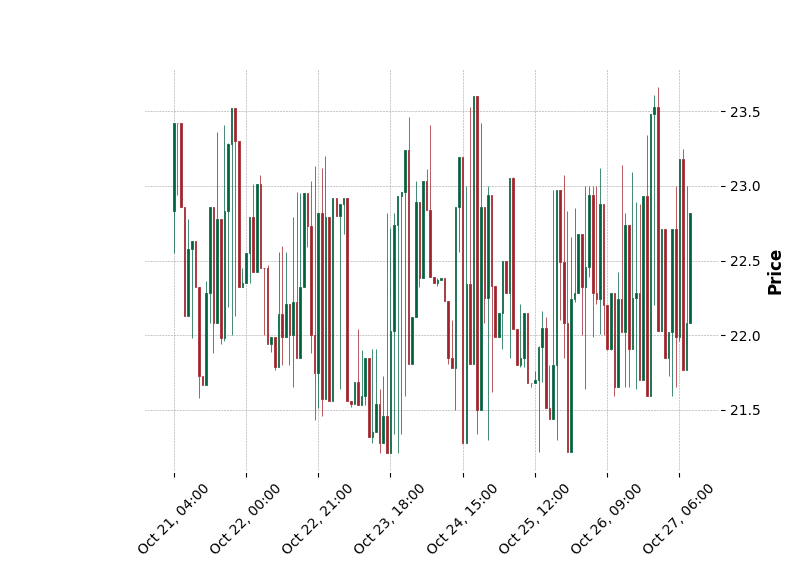 23.5
23.0
22.5
22.0
21.5
Price
Oct 21, 04:00
Oct 22, 00:00
Oct 22, 21:00
Oct 23, 18:00
Oct 24, 15:00
Oct 25, 12:00
Oct 26, 09:00
Oct 27, 06:00